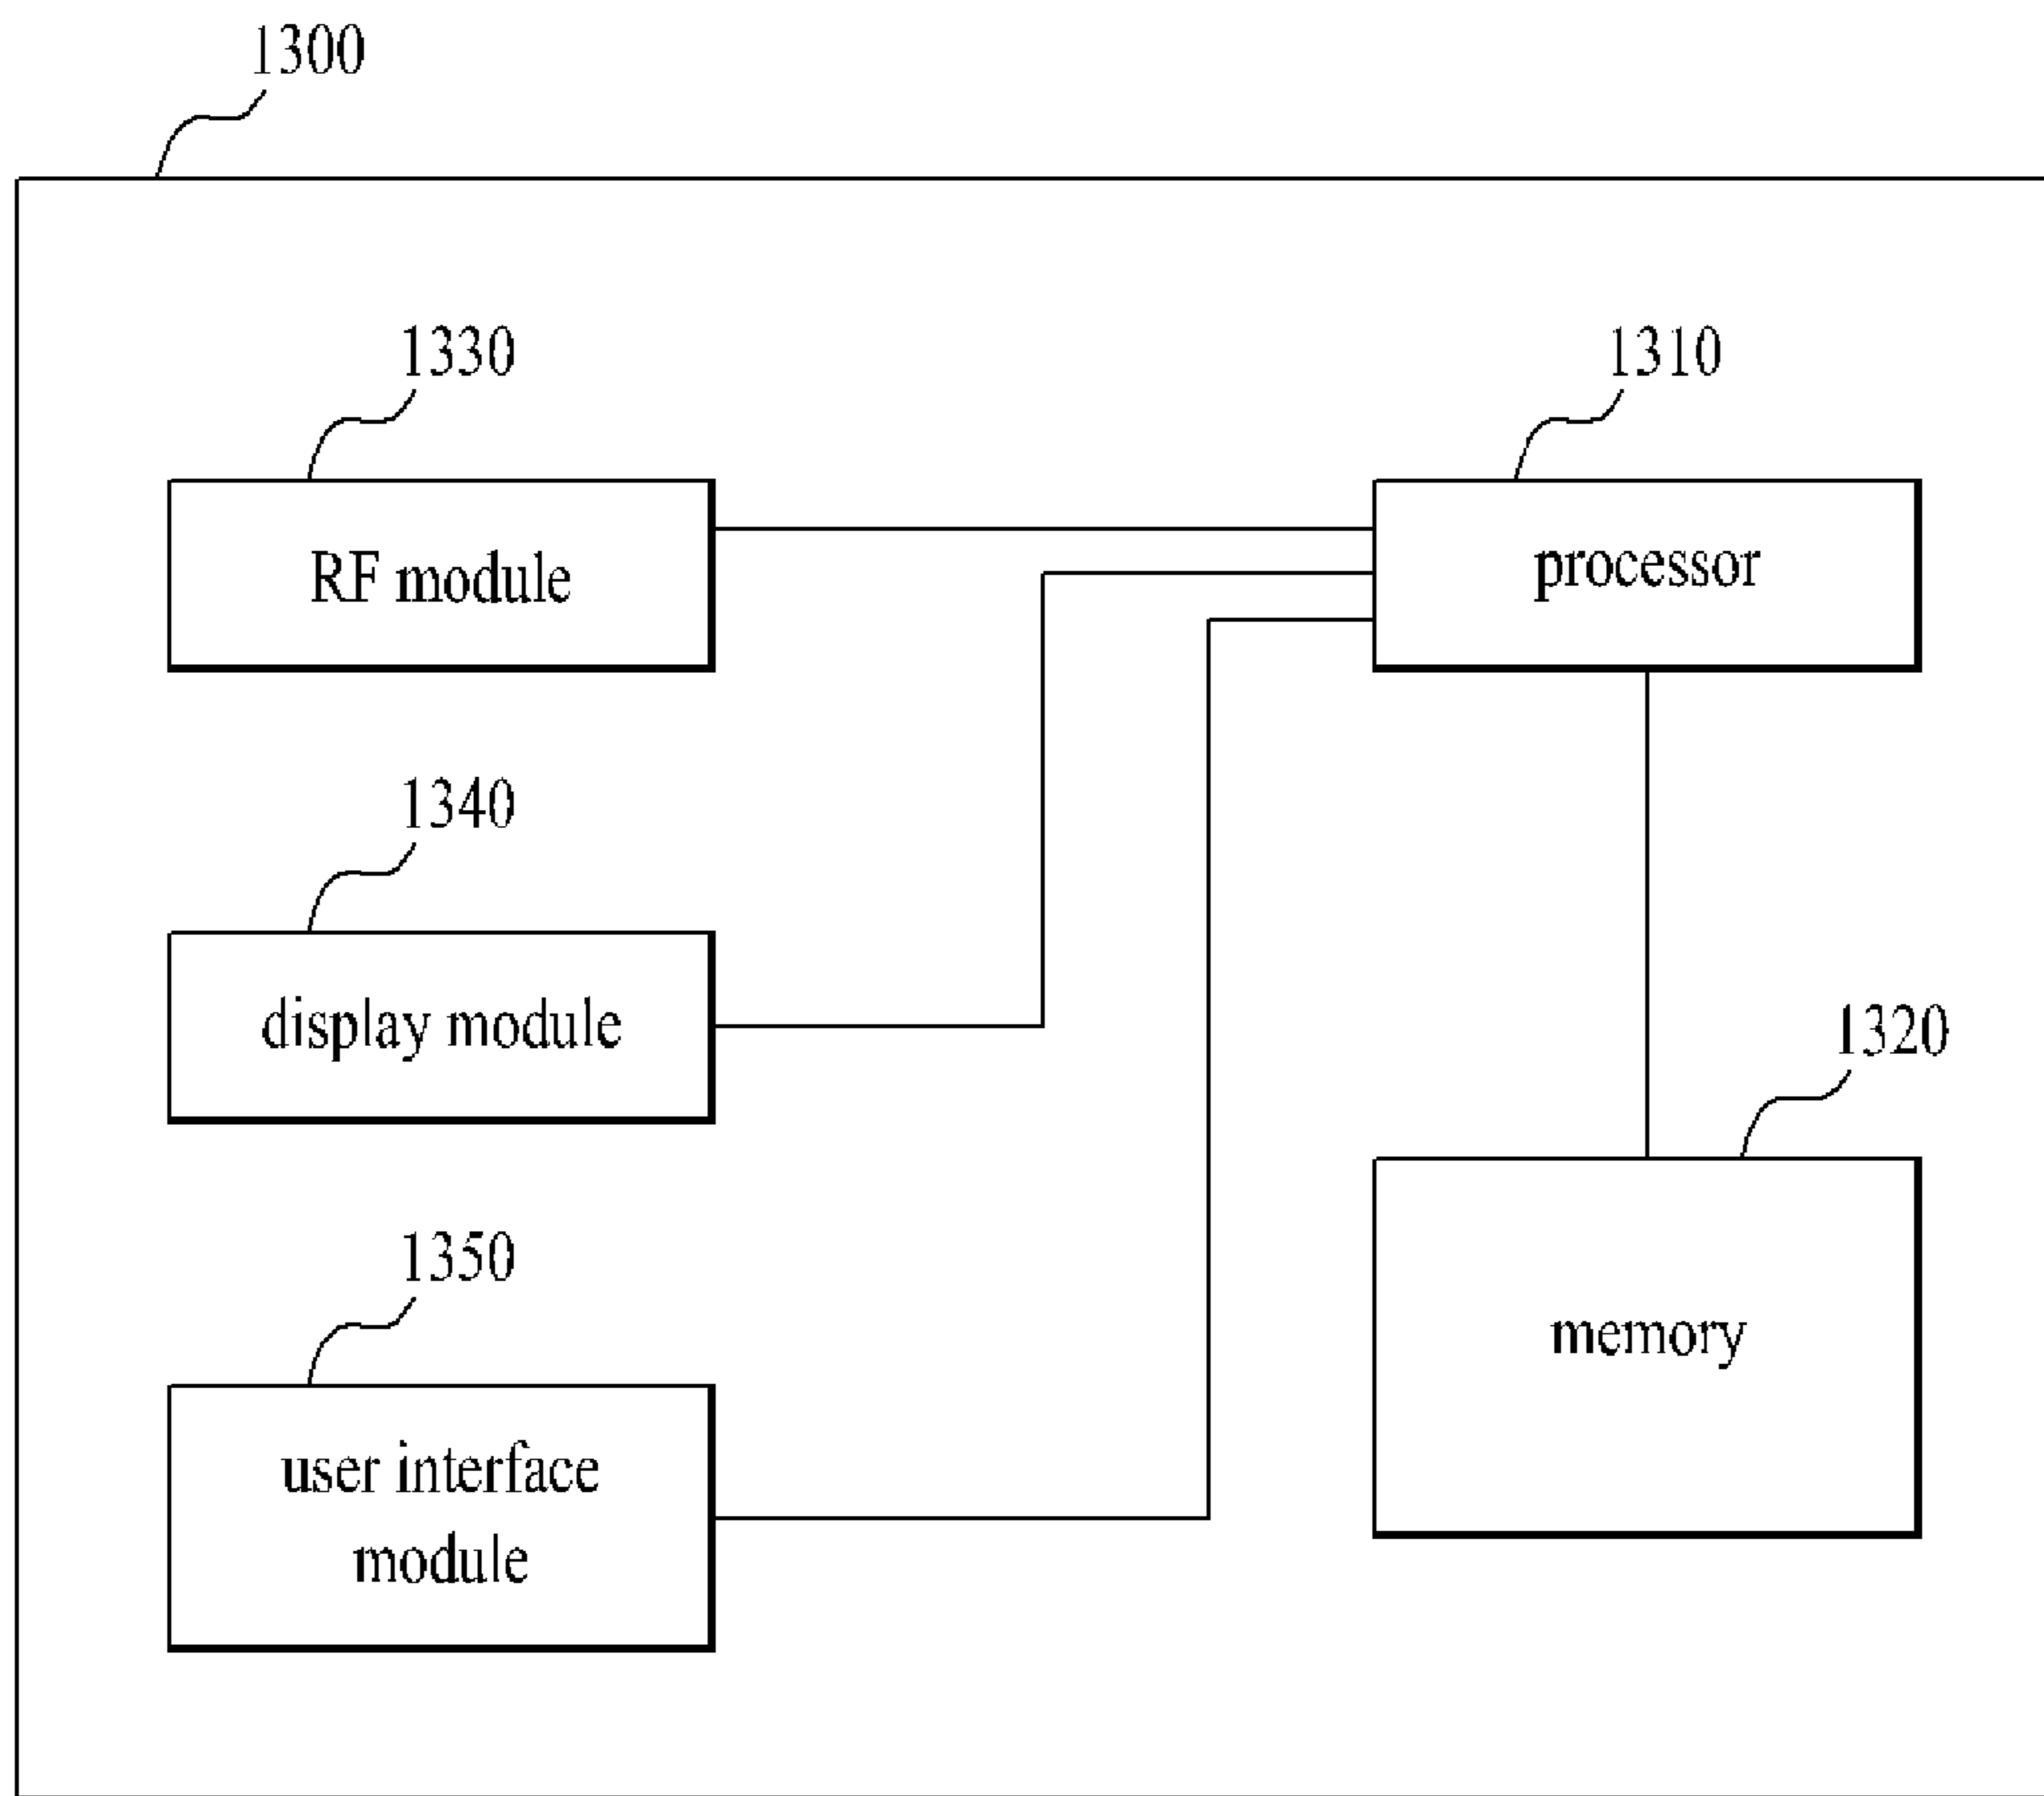 1300
1330
1310
RF module
processor
1340
display module
1320
1350
memory
user interface
module